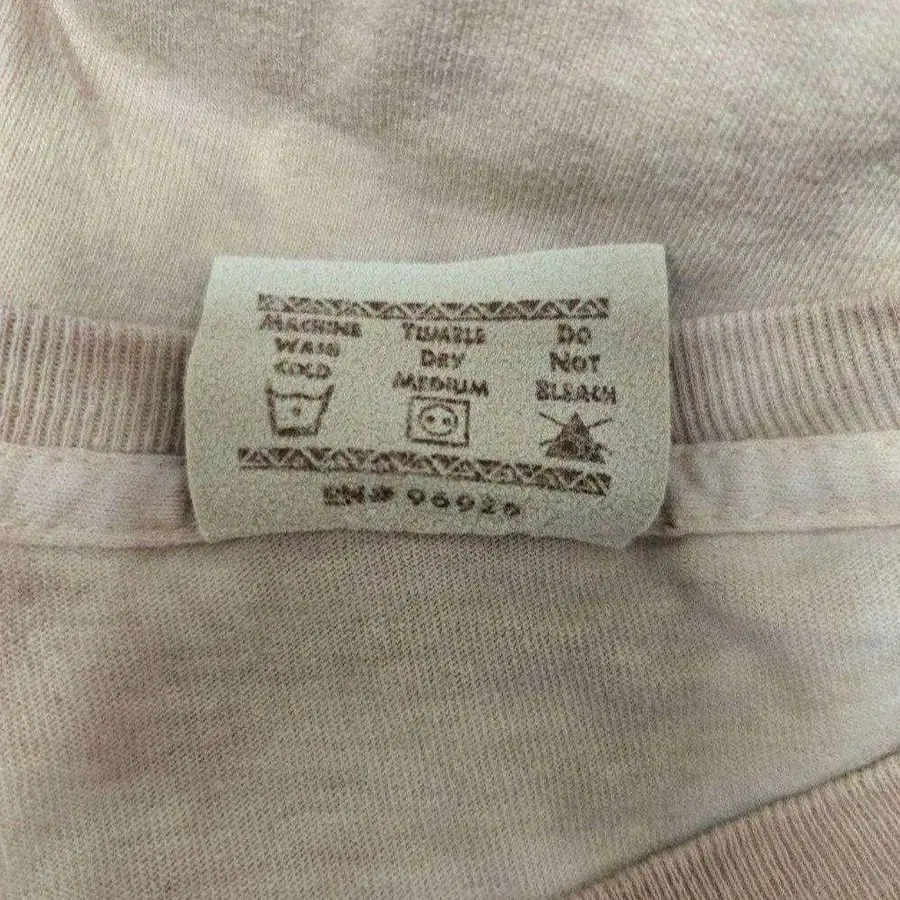 MACHINE
WASH
COLD
TUMBLE
DRY
MEDIUM
DO
NOT
BLEACH
RN# 96926